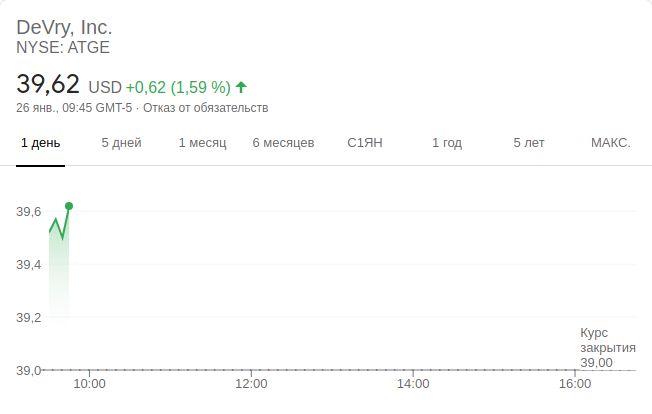 DeVry, Inc.
NYSE: ATGE
39,62 USD +0,62 (1,59 %)
26 янв., 09:45 GMT-5 · Отказ от обязательств
1 день 5 дней 1 месяц 6 месяцев С1ЯН 1 год 5 лет МАКС.
39,6
39,4
39,2
Курс
закрытия
39,00
39,0
10:00 12:00 14:00 16:00